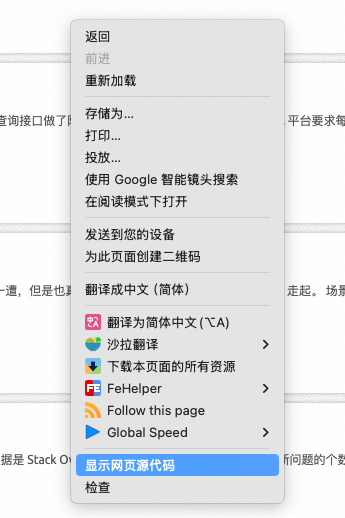 返回
前进
重新加载
查询接口做了
平台要求每
存储为...
打印...
投放...
使用 Google 智能镜头搜索
在阅读模式下打开
发送到您的设备
为此页面创建二维码
翻译成中文（简体）
一遭，但是也真
走起。 场景
翻译为简体中文(⌥A)
沙拉翻译
下载本页面的所有资源
FeHelper
Follow this page
Global Speed
据是 Stack Ov
新问题的个数
显示网页源代码
检查